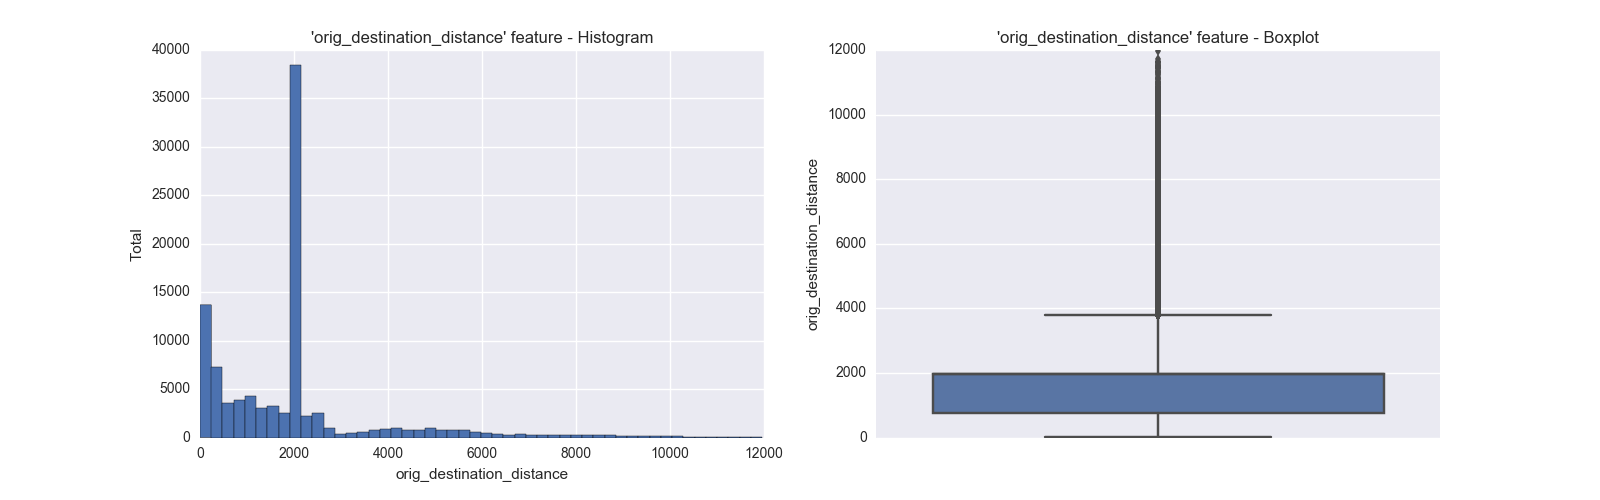 'orig_destination_distance' feature - Histogram
40000
35000
30000
25000
20000
15000
10000
5000
0
Total
0 2000 4000 6000 8000 10000 12000
orig_destination_distance
'orig_destination_distance' feature - Boxplot
12000
10000
8000
6000
4000
2000
0
orig_destination_distance